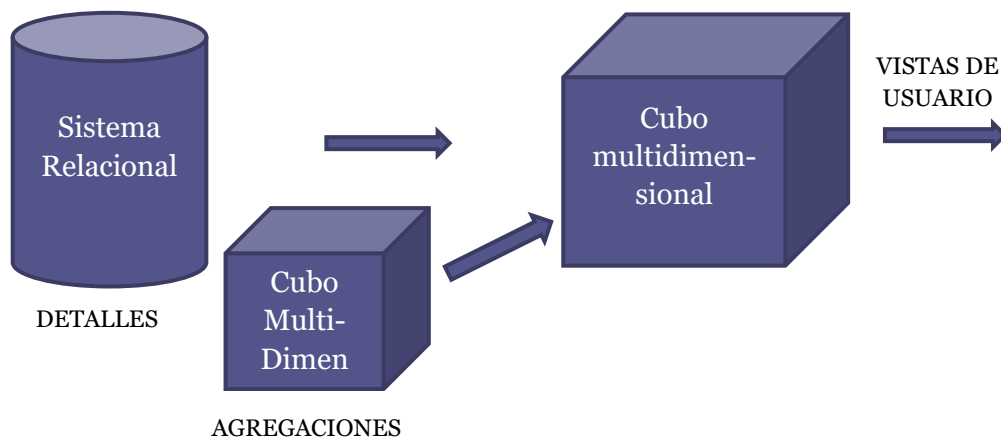 Sistema
Relacional
DETALLES
Cubo
Multi-
Dimen
AGREGACIONES
Cubo
multidimen-
sional
VISTAS DE
USUARIO